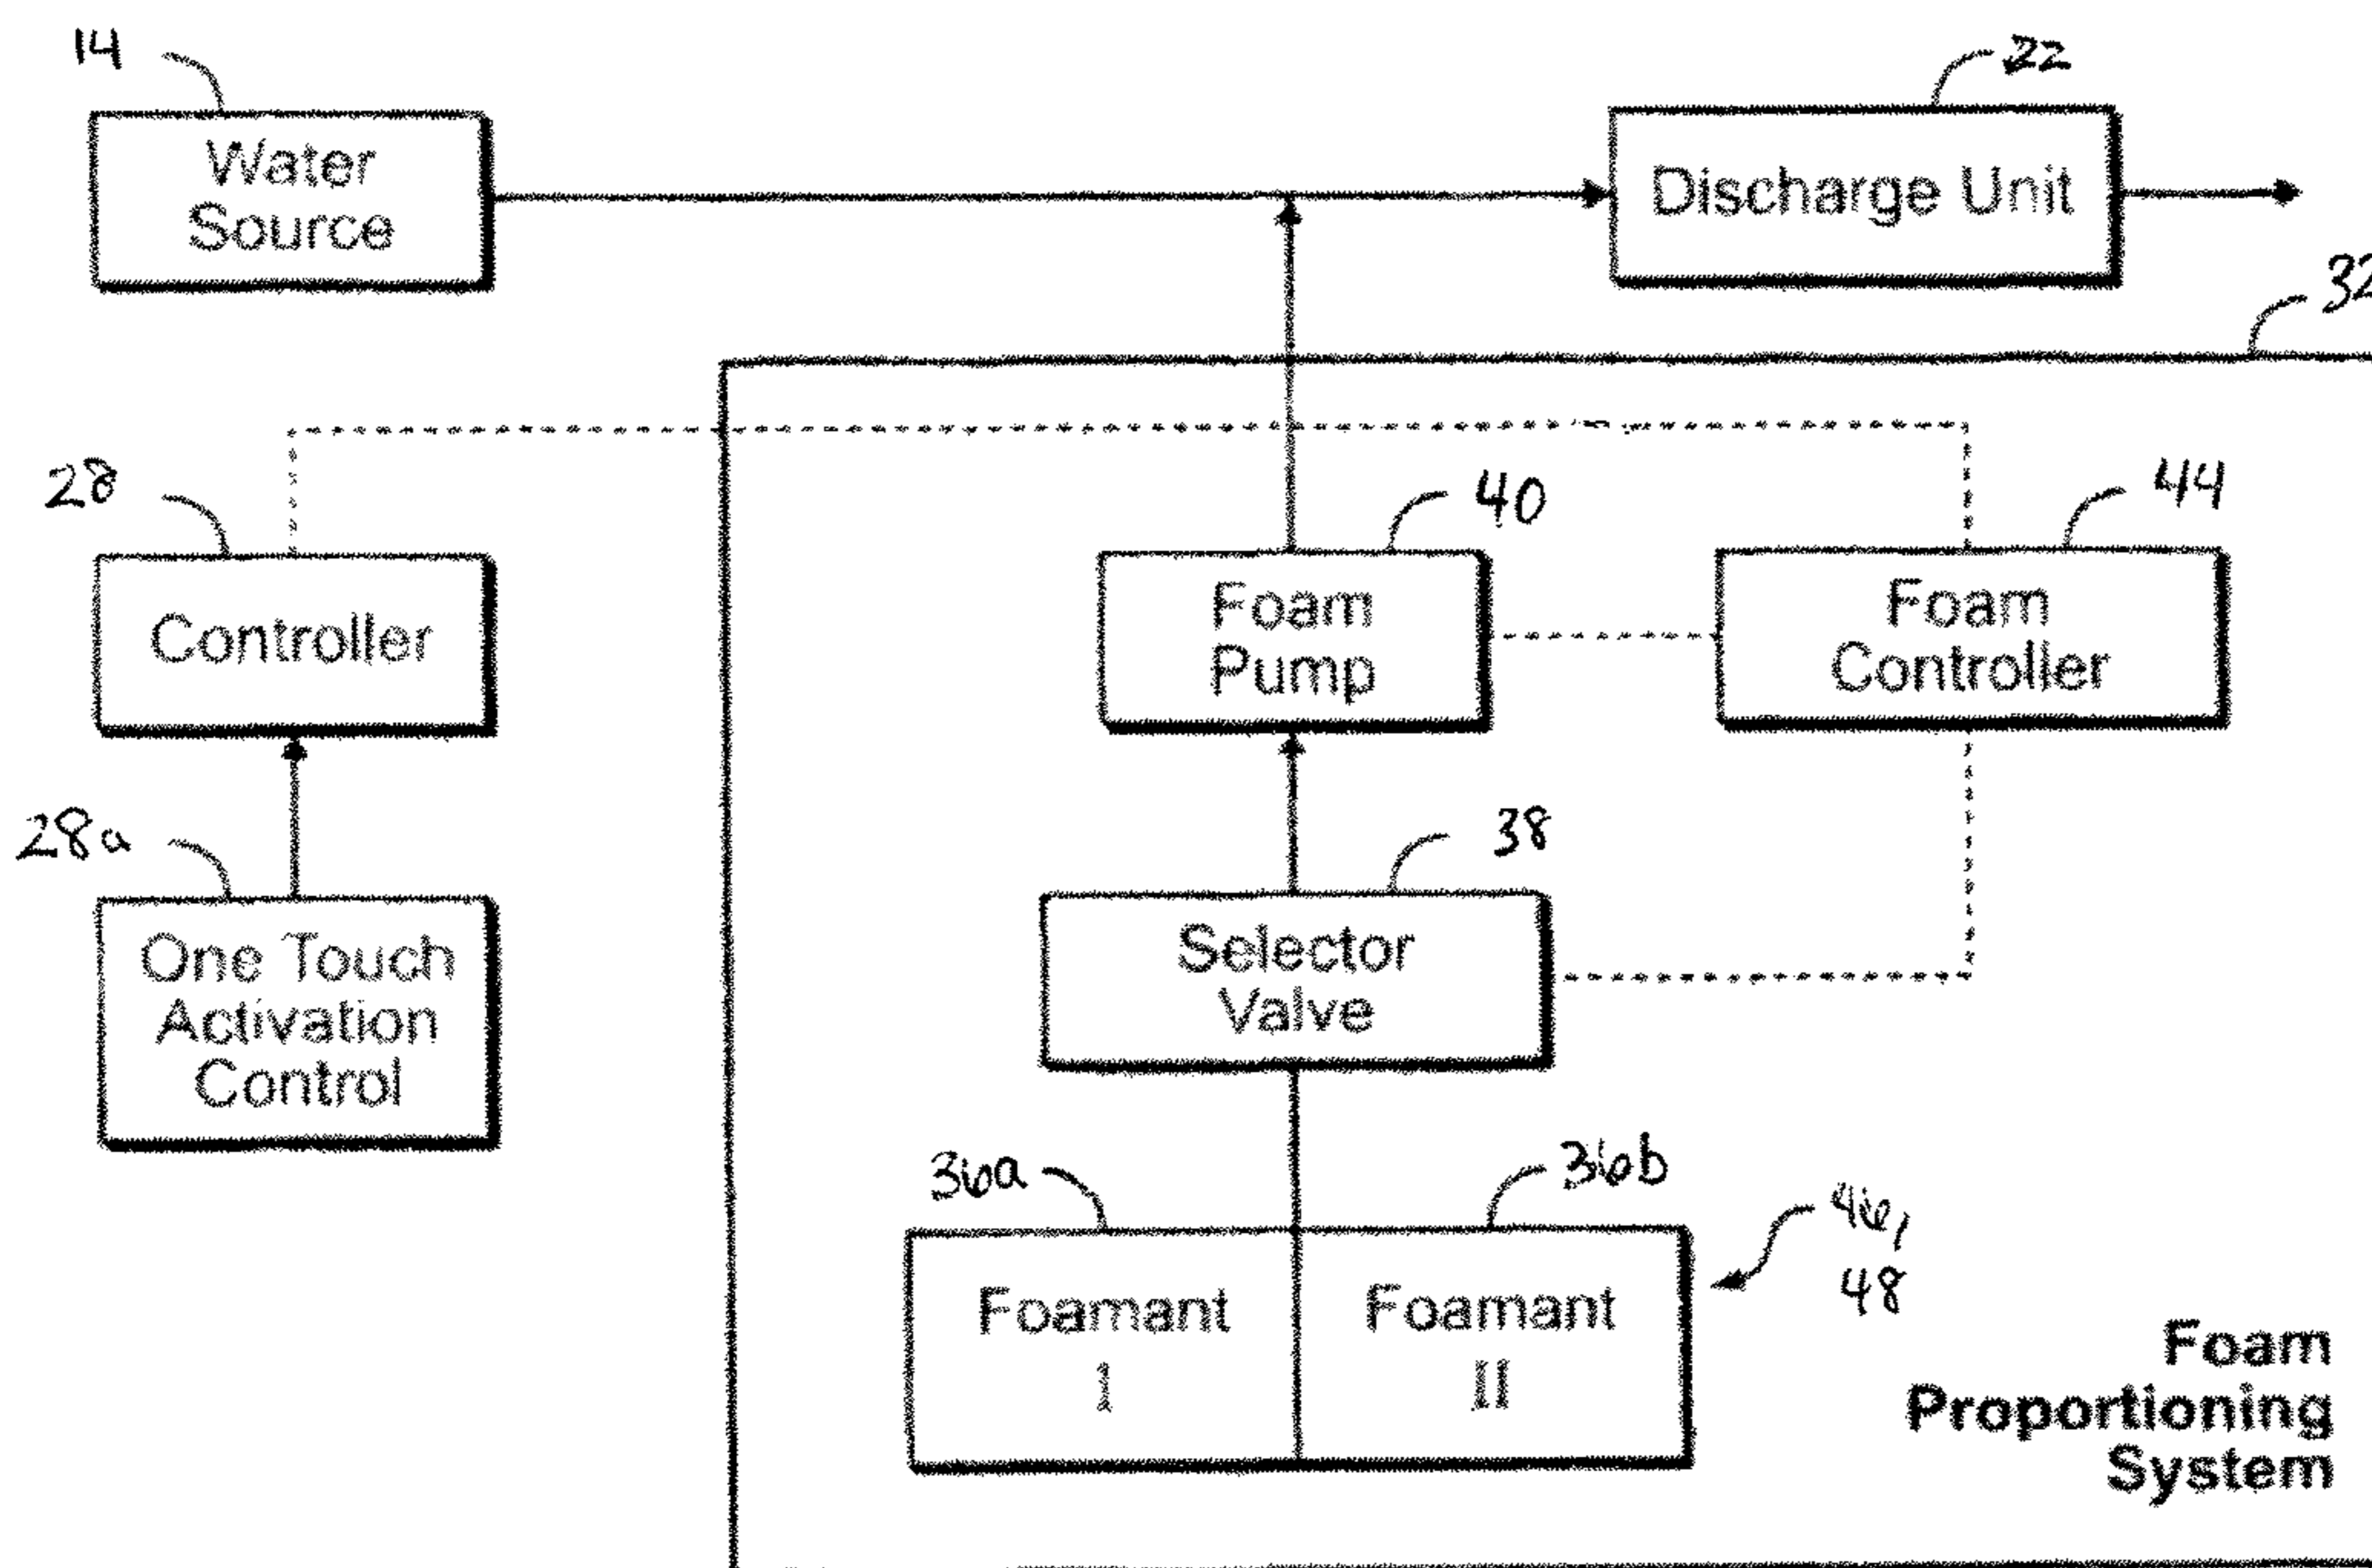 14
22
Water
Source
Discharge Unit
32
28
40
44
Controller
Foam
Pump
Foam
Controller
28a
38
One Touch
Activation
Control
Selector
Valve
36a
36b
46,
48
Foamant
I
Foamant
II
Foam
Proportioning
System